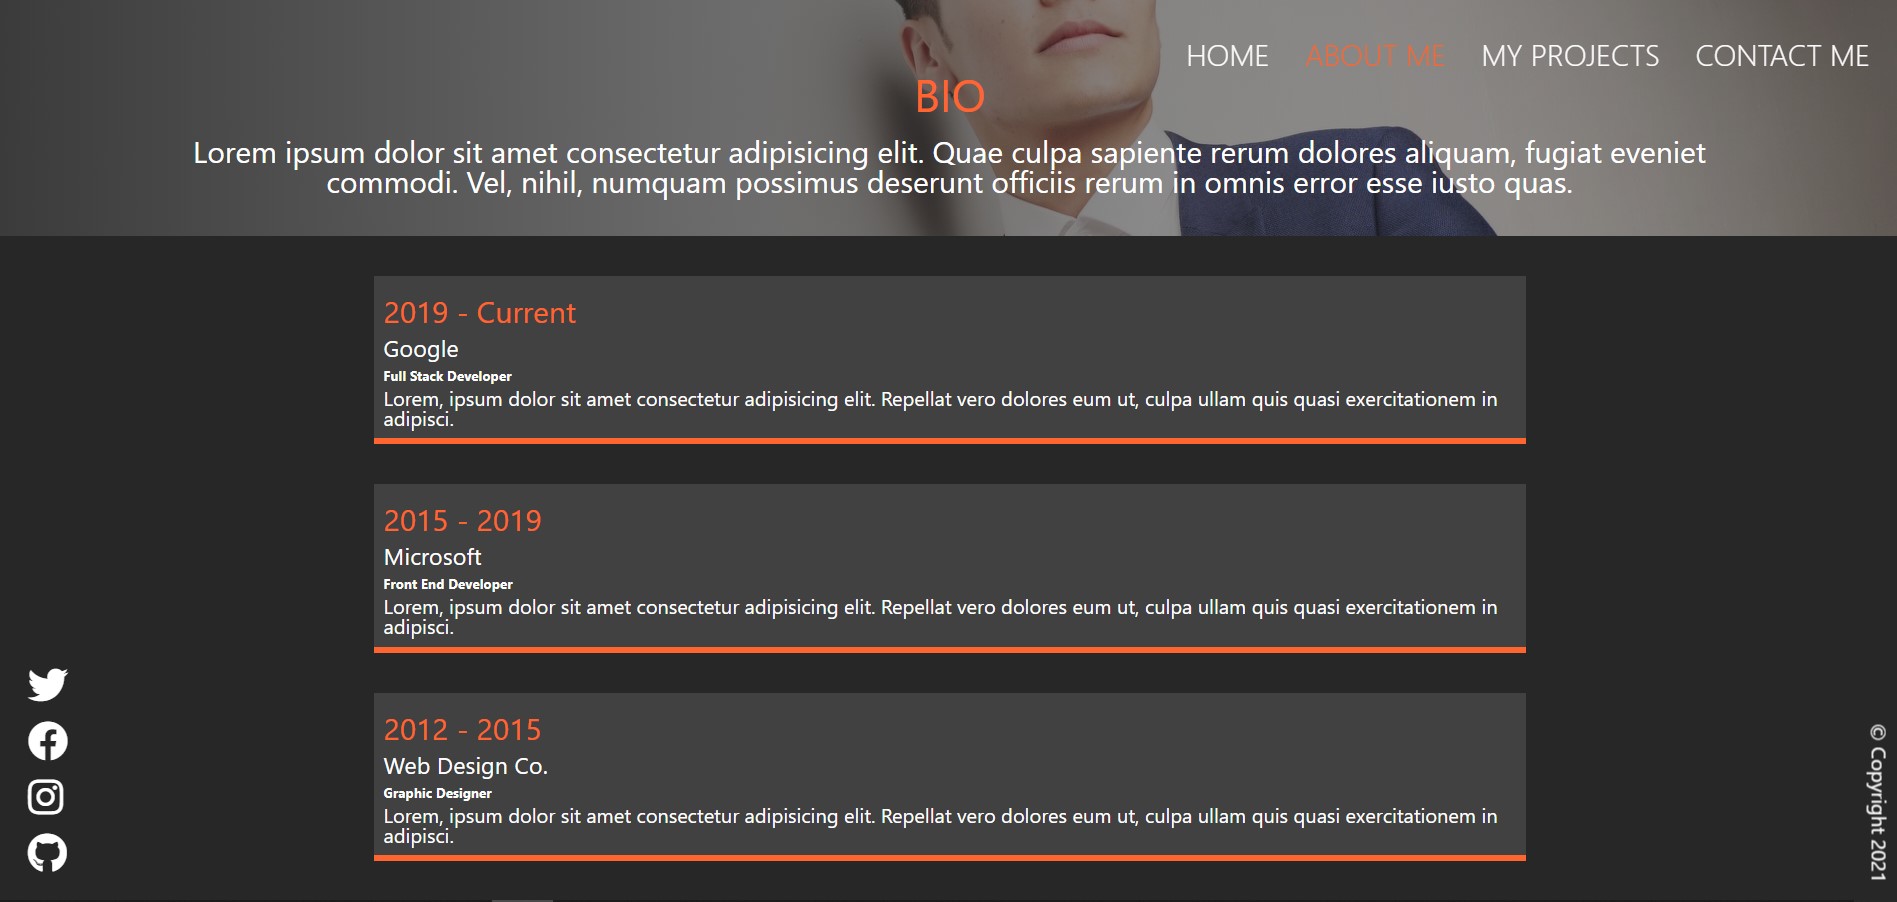 HOME ABOUT ME MY PROJECTS CONTACT ME
BIO
Lorem ipsum dolor sit amet consectetur adipisicing elit. Quae culpa sapiente rerum dolores aliquam, fugiat eveniet
commodi. Vel, nihil, numquam possimus deserunt officiis rerum in omnis error esse iusto quas.
2019 - Current
Google
Full Stack Developer
Lorem, ipsum dolor sit amet consectetur adipisicing elit. Repellat vero dolores eum ut, culpa ullam quis quasi exercitationem in
adipisci.
2015 - 2019
Microsoft
Front End Developer
Lorem, ipsum dolor sit amet consectetur adipisicing elit. Repellat vero dolores eum ut, culpa ullam quis quasi exercitationem in
adipisci.
2012 - 2015
Web Design Co.
Graphic Designer
Lorem, ipsum dolor sit amet consectetur adipisicing elit. Repellat vero dolores eum ut, culpa ullam quis quasi exercitationem in
adipisci.
© Copyright 2021